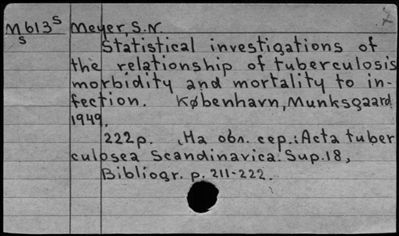 M613s Meyer, S.N
s
Statistical investigations of
the relationship of tuberculosis
morbidity and mortality to in-
fection. København, Munksgaard
1949.
222p. На обл. сер.: Acta tuber
culosea Scandinavica. Sup.18,
Bibliogr. p. 211-222.